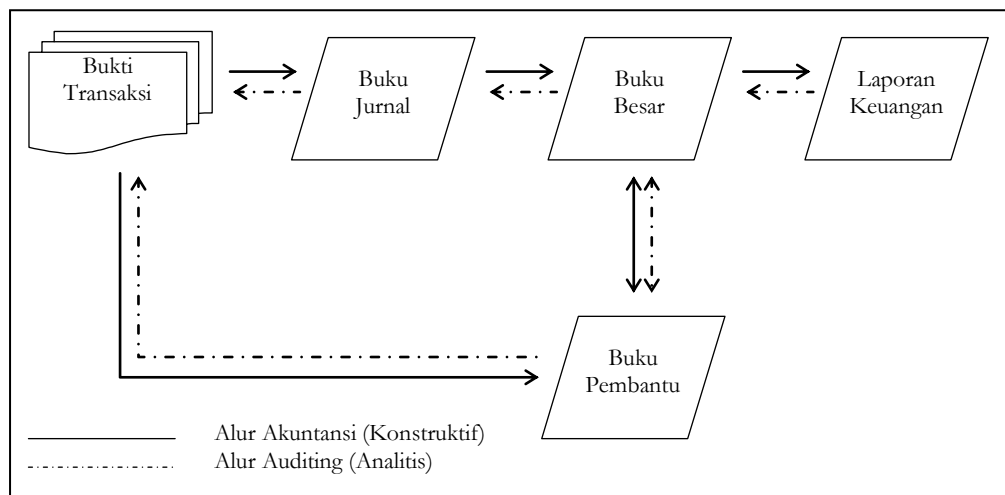 Bukti
Transaksi
Buku
Jurnal
Buku
Besar
Laporan
Keuangan
Buku
Pembantu
Alur Akuntansi (Konstruktif)
Alur Auditing (Analitis)